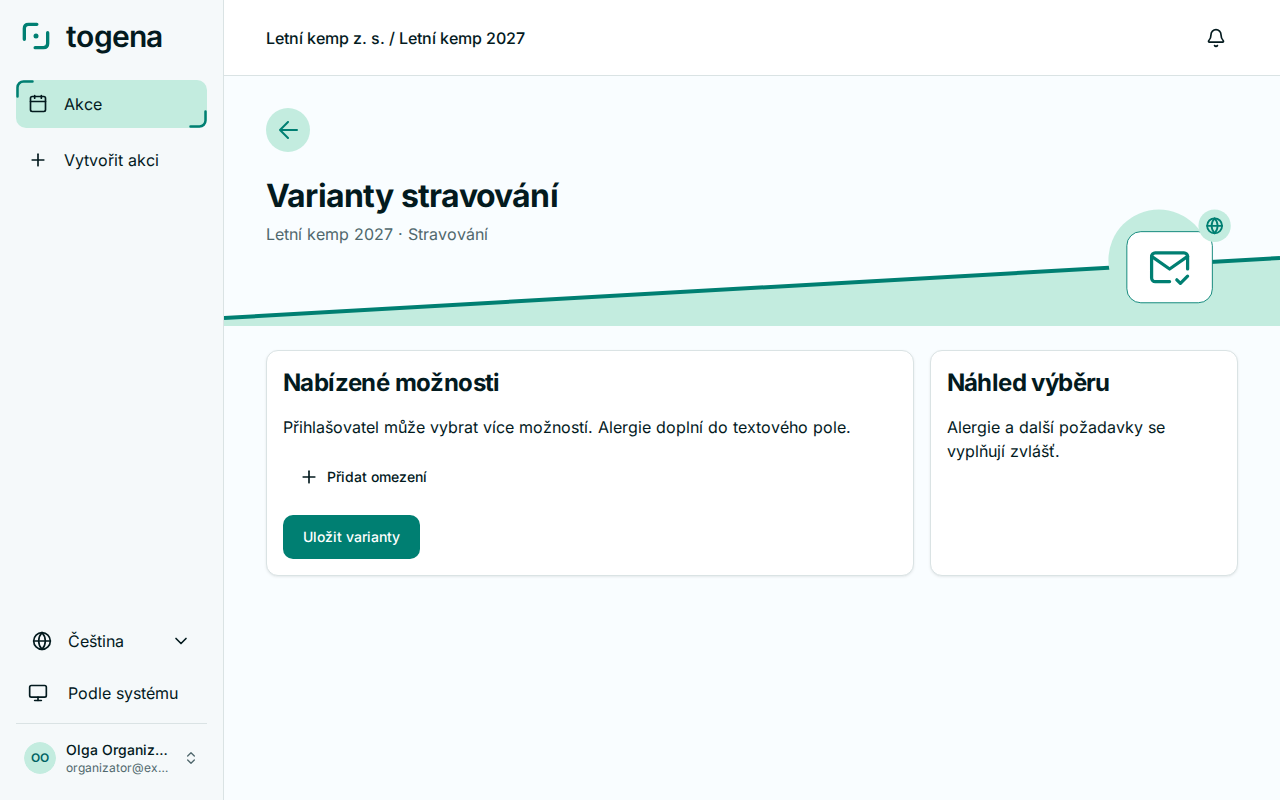 togena
Letní kemp z. s. / Letní kemp 2027
Akce
Vytvořit akci
Varianty stravování
Letní kemp 2027 · Stravování
Nabízené možnosti
Přihlašovatel může vybrat více možností. Alergie doplní do textového pole.
Přidat omezení
Uložit varianty
Náhled výběru
Alergie a další požadavky se
vyplňují zvlášť.
Čeština
Podle systému
OO
Olga Organiz...
organizator@ex...